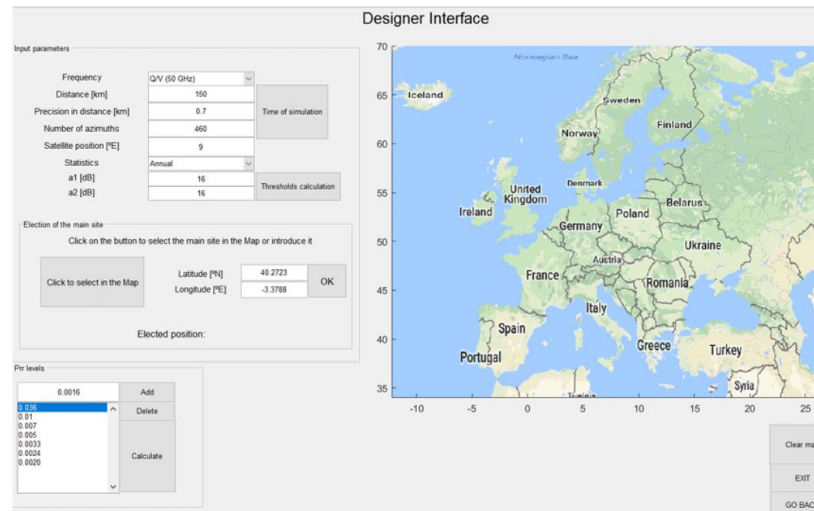 Designer Interface
Input parameters
Frequency
Q/V (50 GHz)
Distance [km]
150
Precision in distance [km]
0.7
Number of azimuths
460
Satellite position [ºE]
9
Statistics
Annual
a1 [dB]
16
a2 [dB]
16
Time of simulation
Thresholds calculation
Election of the main site
Click on the button to select the main site in the Map or introduce it
Click to select in the Map
Latitude [ºN]
40.2723
Longitude [ºE]
-3.3788
OK
Elected position:
Prr levels
0.0016
Add
0.036
0.01
0.007
0.005
0.0033
0.0024
0.0020
Delete
Calculate
70
65
60
55
50
45
40
35
-10
-5
0
5
10
15
20
25
Norwegian Sea
Iceland
Sweden
Finland
Norway
Denmark
United
Kingdom
Ireland
Belarus
Poland
Germany
Ukraine
Austria
France
Romania
Italy
Spain
Portugal
Greece
Turkey
Syria
Clear ma
EXIT
GO BAC